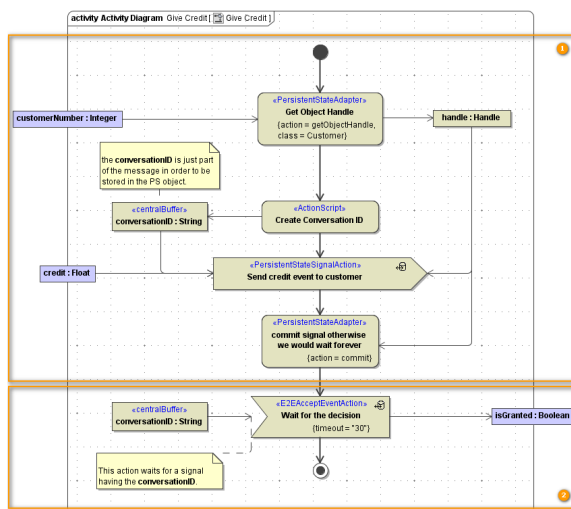 activity Activity Diagram Give Credit [ Give Credit ]
1
«PersistentStateAdapter»
Get Object Handle
{action = getObjectHandle,
class = Customer}
customerNumber : Integer
handle : Handle
the conversationID is just part
of the message in order to be
stored in the PS object.
«centralBuffer»
conversationID : String
«ActionScript»
Create Conversation ID
credit : Float
«PersistentStateSignalAction»
Send credit event to customer
«PersistentStateAdapter»
commit signal otherwise
we would wait forever
{action = commit}
«centralBuffer»
conversationID : String
«E2EAcceptEventAction»
Wait for the decision
{timeout = "30"}
isGranted : Boolean
This action waits for a signal
having the conversationID.
2